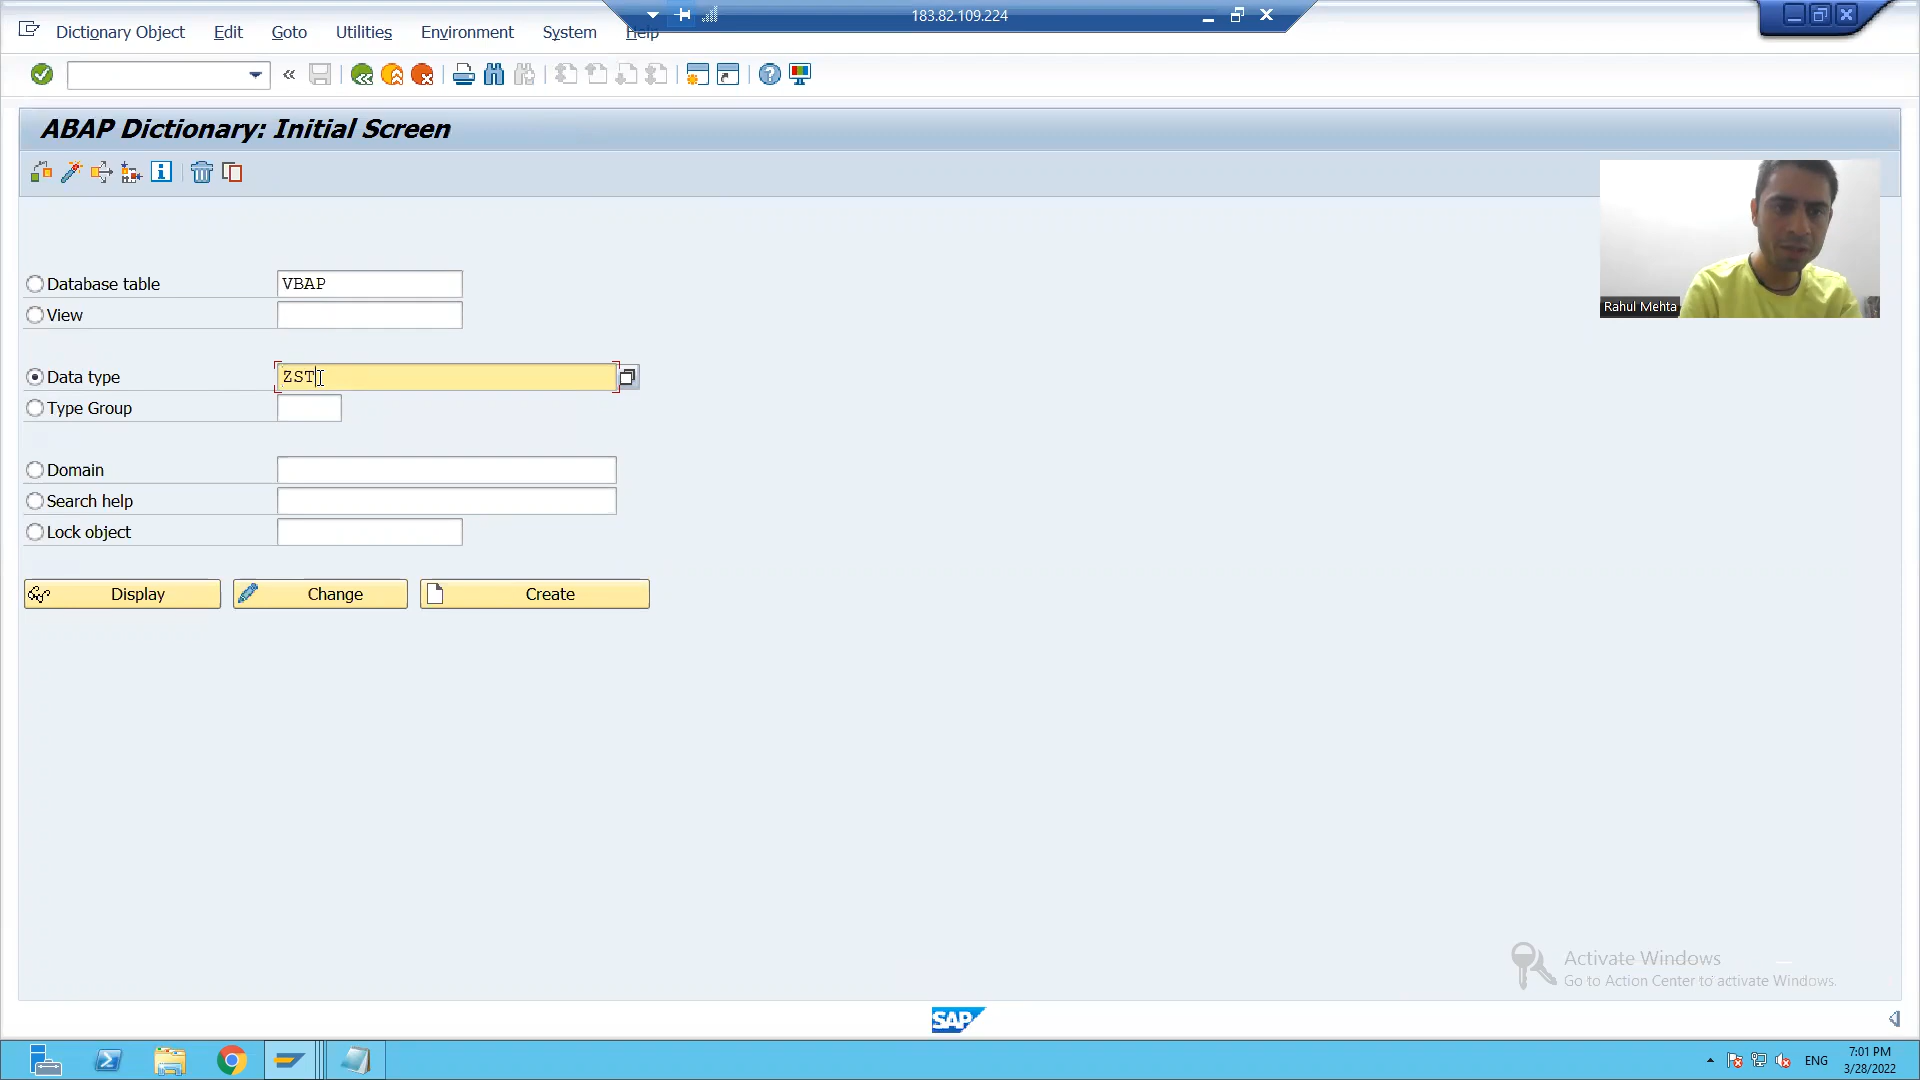 183.82.109.224
Dictionary Object Edit Goto Utilities Environment System Help
ABAP Dictionary: Initial Screen
Rahul Mehta
Database table VBAP
View
Data type ZST
Type Group
Domain
Search help
Lock object
Display Change Create
Activate Windows
Go to Action Center to activate Windows.
SAP
ENG
7:01 PM
3/28/2022